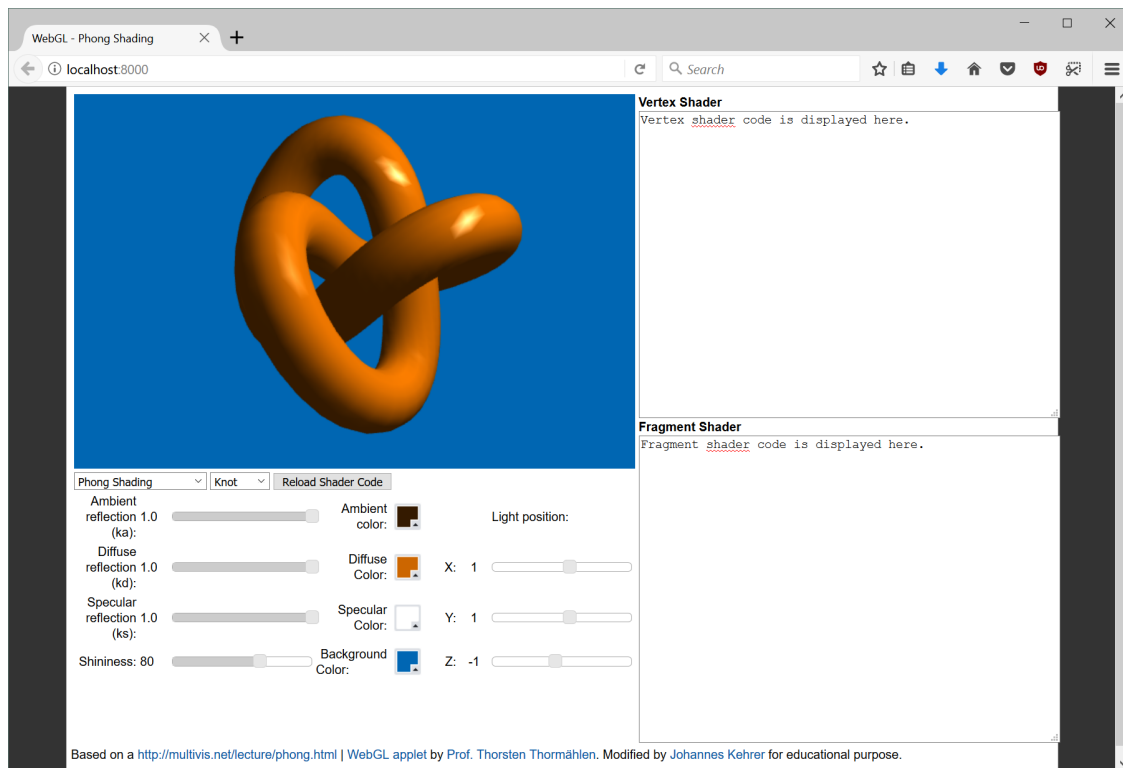 WebGL - Phong Shading
localhost:8000
Search
Vertex Shader
Vertex shader code is displayed here.
Fragment Shader
Fragment shader code is displayed here.
Phong Shading
Knot
Reload Shader Code
Ambient
reflection 1.0
(ka):
Ambient
color:
Light position:
Diffuse
reflection 1.0
(kd):
Diffuse
Color:
X: 1
Specular
reflection 1.0
(ks):
Specular
Color:
Y: 1
Shininess: 80
Background
Color:
Z: -1
Based on a http://multivis.net/lecture/phong.html | WebGL applet by Prof. Thorsten Thormählen. Modified by Johannes Kehrer for educational purpose.